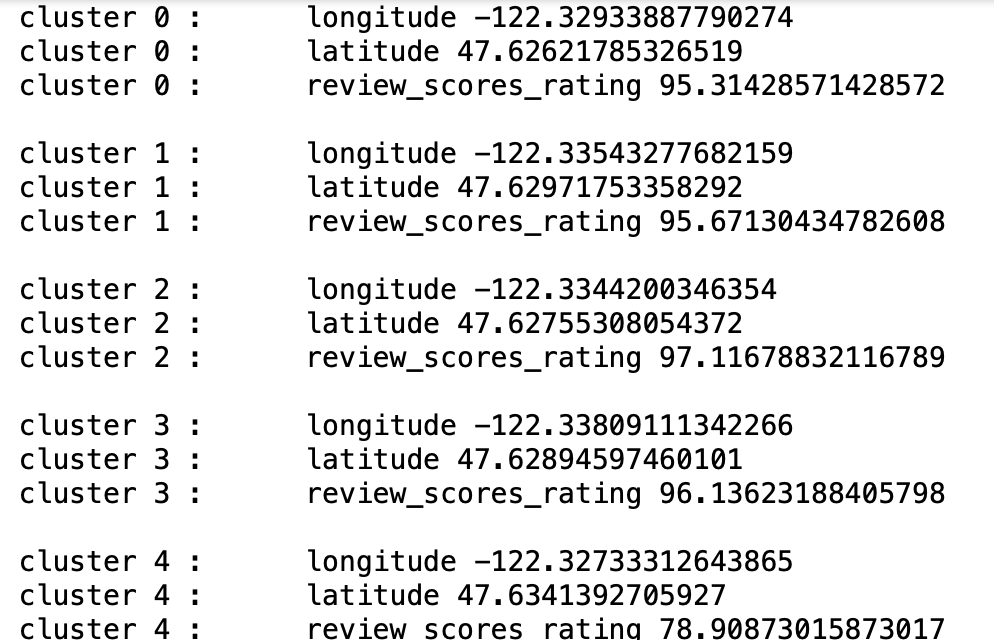 cluster 0 : longitude -122.32933887790274
cluster 0 : latitude 47.62621785326519
cluster 0 : review_scores_rating 95.31428571428572
cluster 1 : longitude -122.33543277682159
cluster 1 : latitude 47.62971753358292
cluster 1 : review_scores_rating 95.67130434782608
cluster 2 : longitude -122.3344200346354
cluster 2 : latitude 47.62755308054372
cluster 2 : review_scores_rating 97.11678832116789
cluster 3 : longitude -122.33809111342266
cluster 3 : latitude 47.62894597460101
cluster 3 : review_scores_rating 96.13623188405798
cluster 4 : longitude -122.32733312643865
cluster 4 : latitude 47.6341392705927
cluster 4 : review_scores_rating 78.90873015873017